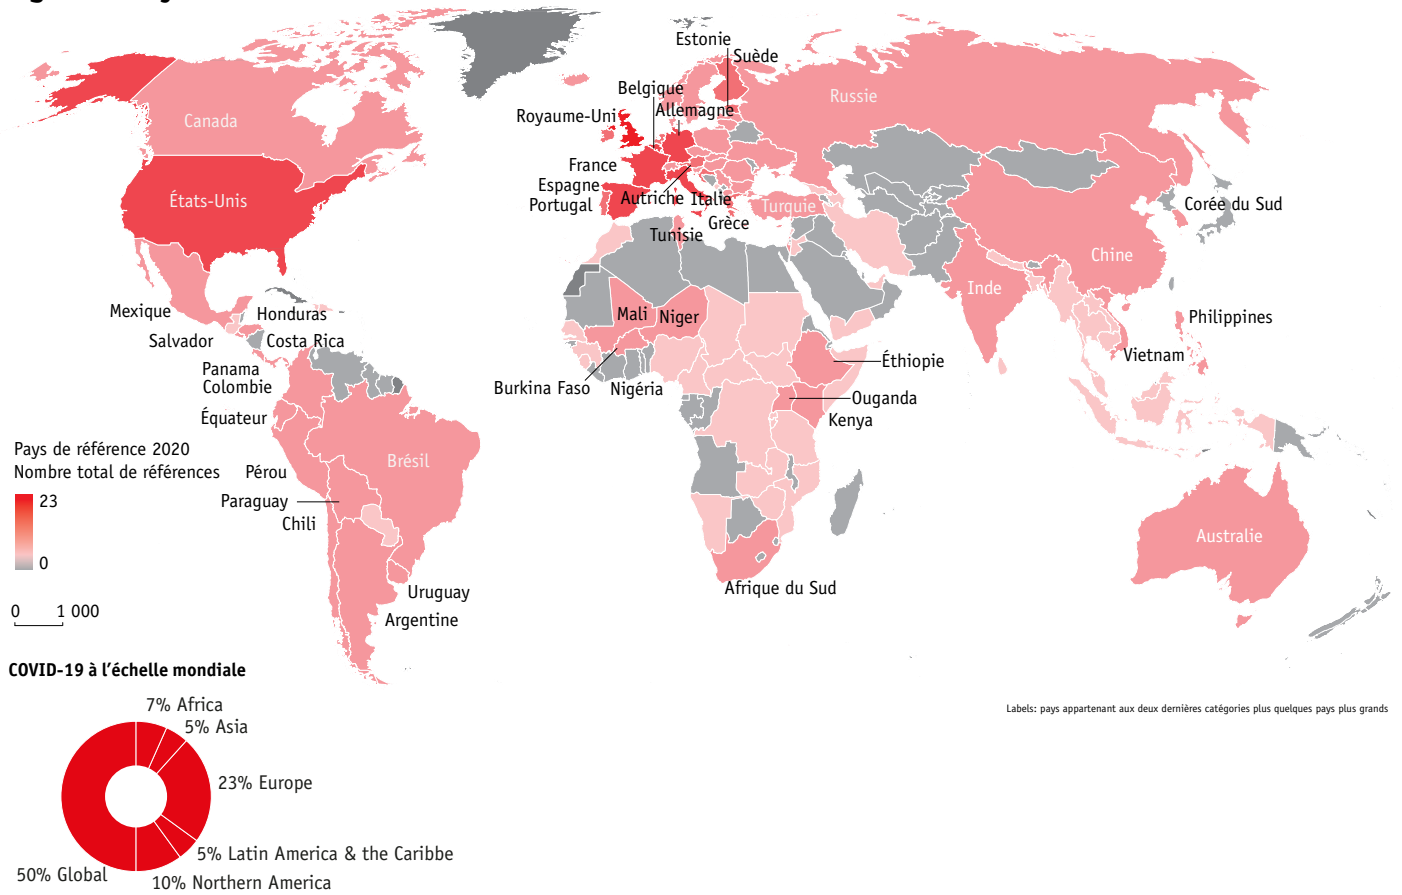 Estonie
Suède
Belgique
Allemagne
Royaume-Uni
Russie
Canada
France
Espagne
Portugal
Autriche
Italie
Grèce
Turquie
Tunisie
États-Unis
Corée du Sud
Chine
Inde
Mexique
Honduras
Salvador
Costa Rica
Panama
Colombie
Équateur
Mali
Niger
Burkina Faso
Nigéria
Éthiopie
Ouganda
Kenya
Philippines
Vietnam
Pérou
Brésil
Paraguay
Chili
Uruguay
Argentine
Afrique du Sud
Australie
Pays de référence 2020
Nombre total de références
23
0
0 1 000
COVID-19 à l’échelle mondiale
7% Africa
5% Asia
23% Europe
5% Latin America & the Caribbe
10% Northern America
50% Global
Labels: pays appartenant aux deux dernières catégories plus quelques pays plus grands